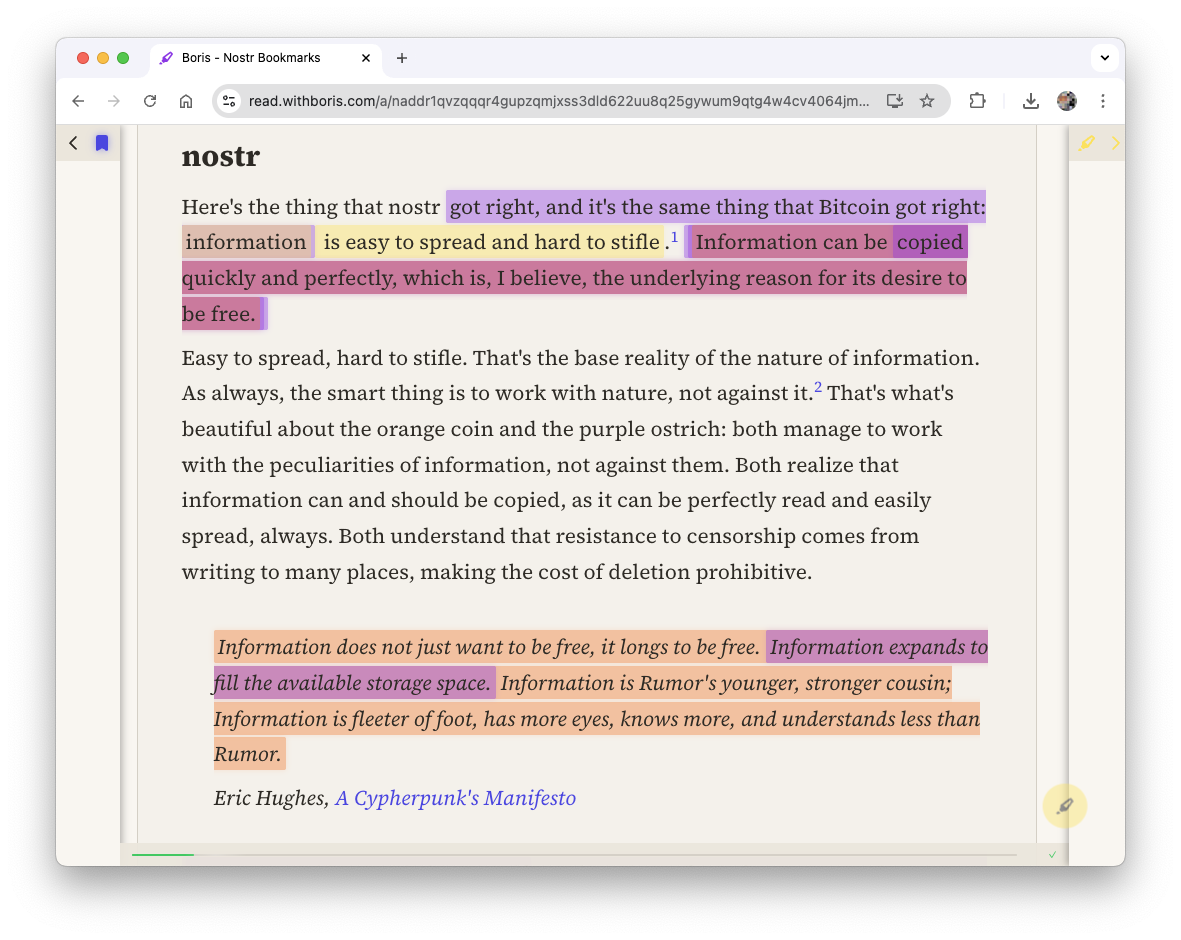 Boris - Nostr Bookmarks
read.withboris.com/a/naddr1qvzqqqr4gupzqmjxss3dld622uu8q25gywum9qtg4w4cv4064jm...
nostr
Here's the thing that nostr got right, and it's the same thing that Bitcoin got right:
information is easy to spread and hard to stifle.1 Information can be copied
quickly and perfectly, which is, I believe, the underlying reason for its desire to
be free.
Easy to spread, hard to stifle. That's the base reality of the nature of information.
As always, the smart thing is to work with nature, not against it.2 That's what's
beautiful about the orange coin and the purple ostrich: both manage to work
with the peculiarities of information, not against them. Both realize that
information can and should be copied, as it can be perfectly read and easily
spread, always. Both understand that resistance to censorship comes from
writing to many places, making the cost of deletion prohibitive.
Information does not just want to be free, it longs to be free. Information expands to
fill the available storage space. Information is Rumor's younger, stronger cousin;
Information is fleeter of foot, has more eyes, knows more, and understands less than
Rumor.
Eric Hughes, A Cypherpunk's Manifesto